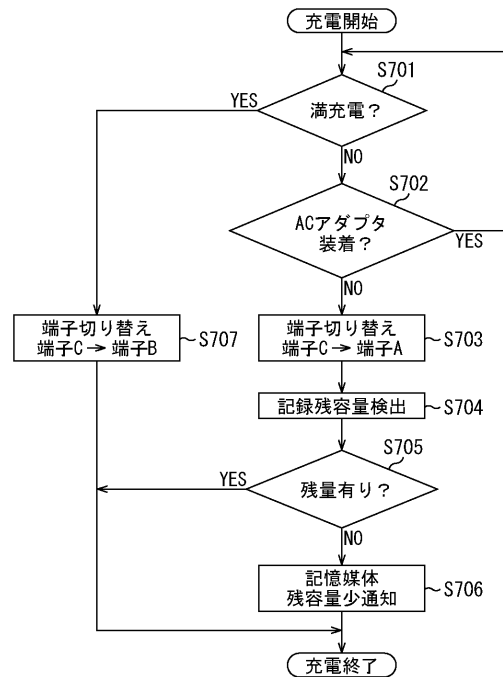 充電開始
S701
YES
満充電？
NO
S702
ACアダプタ
装着？
YES
NO
端子切り替え
端子C→端子B
S707
端子切り替え
端子C→端子A
S703
記録残容量検出
S704
S705
YES
残量有り？
NO
記憶媒体
残容量少通知
S706
充電終了